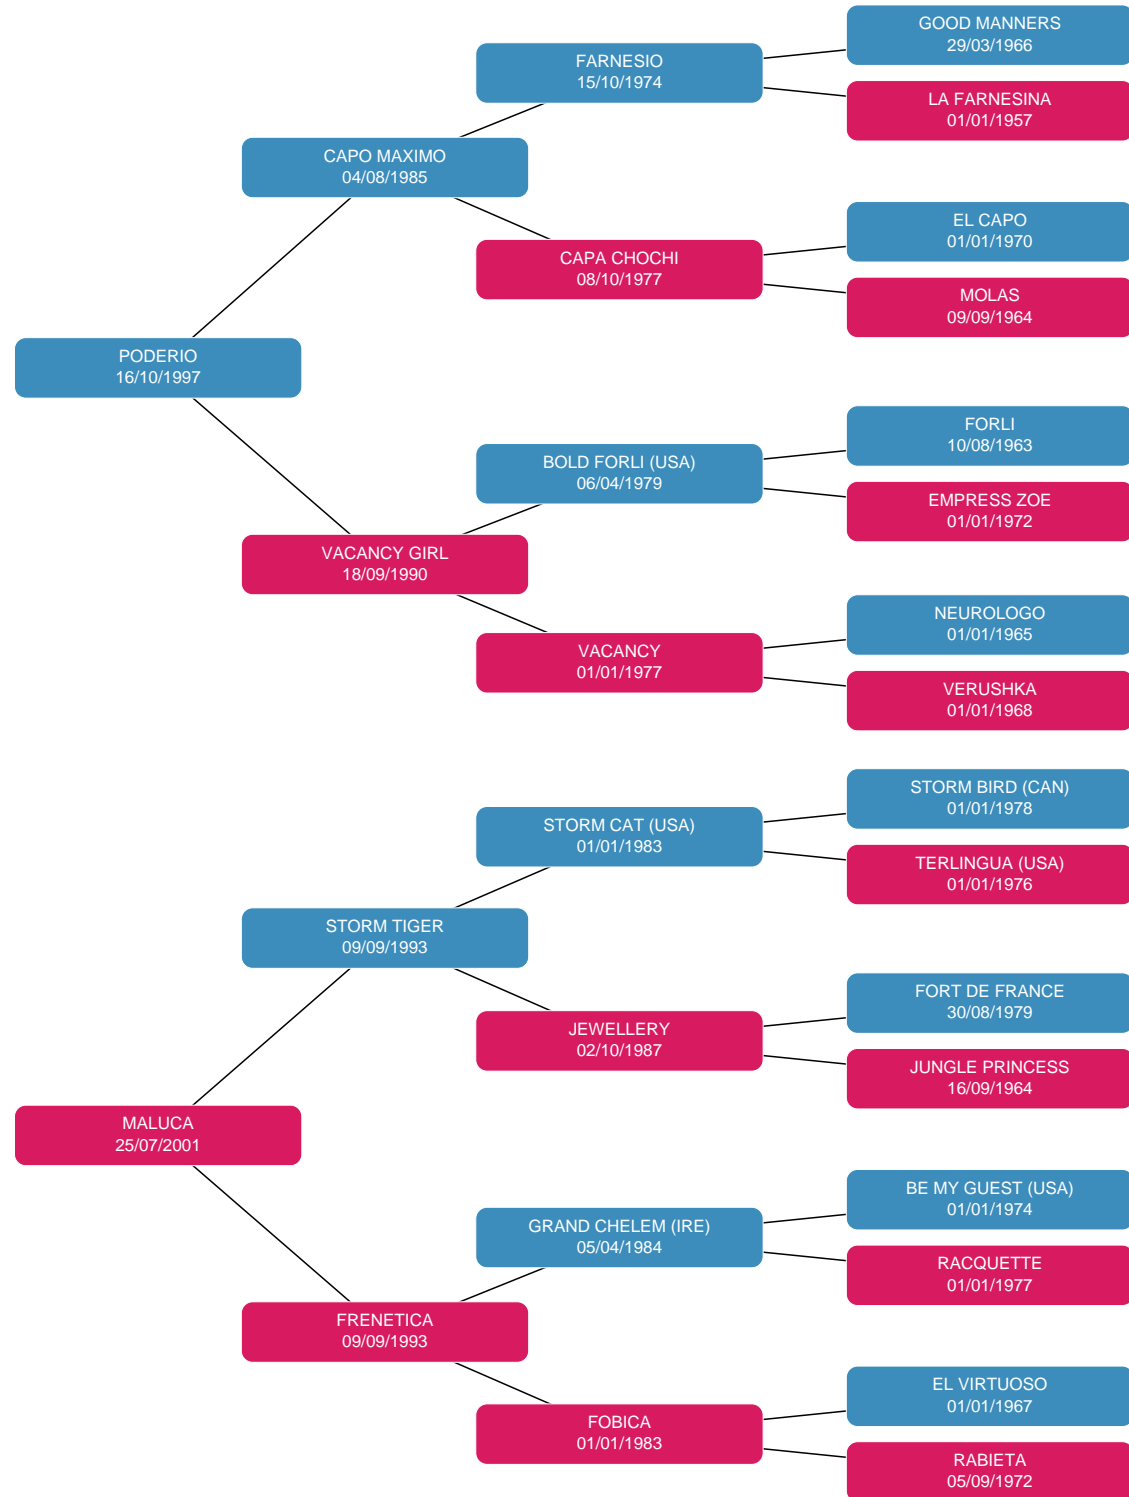 GOOD MANNERS
29/03/1966
FARNESIO
15/10/1974
LA FARNESINA
01/01/1957
CAPO MAXIMO
04/08/1985
EL CAPO
01/01/1970
CAPA CHOCHI
08/10/1977
MOLAS
09/09/1964
PODERIO
16/10/1997
FORLI
10/08/1963
BOLD FORLI (USA)
06/04/1979
EMPRESS ZOE
01/01/1972
VACANCY GIRL
18/09/1990
NEUROLOGO
01/01/1965
VACANCY
01/01/1977
VERUSHKA
01/01/1968
STORM BIRD (CAN)
01/01/1978
STORM CAT (USA)
01/01/1983
TERLINGUA (USA)
01/01/1976
STORM TIGER
09/09/1993
FORT DE FRANCE
30/08/1979
JEWELLERY
02/10/1987
JUNGLE PRINCESS
16/09/1964
MALUCA
25/07/2001
BE MY GUEST (USA)
01/01/1974
GRAND CHELEM (IRE)
05/04/1984
RACQUETTE
01/01/1977
FRENETICA
09/09/1993
EL VIRTUOSO
01/01/1967
FOBICA
01/01/1983
RABIETA
05/09/1972